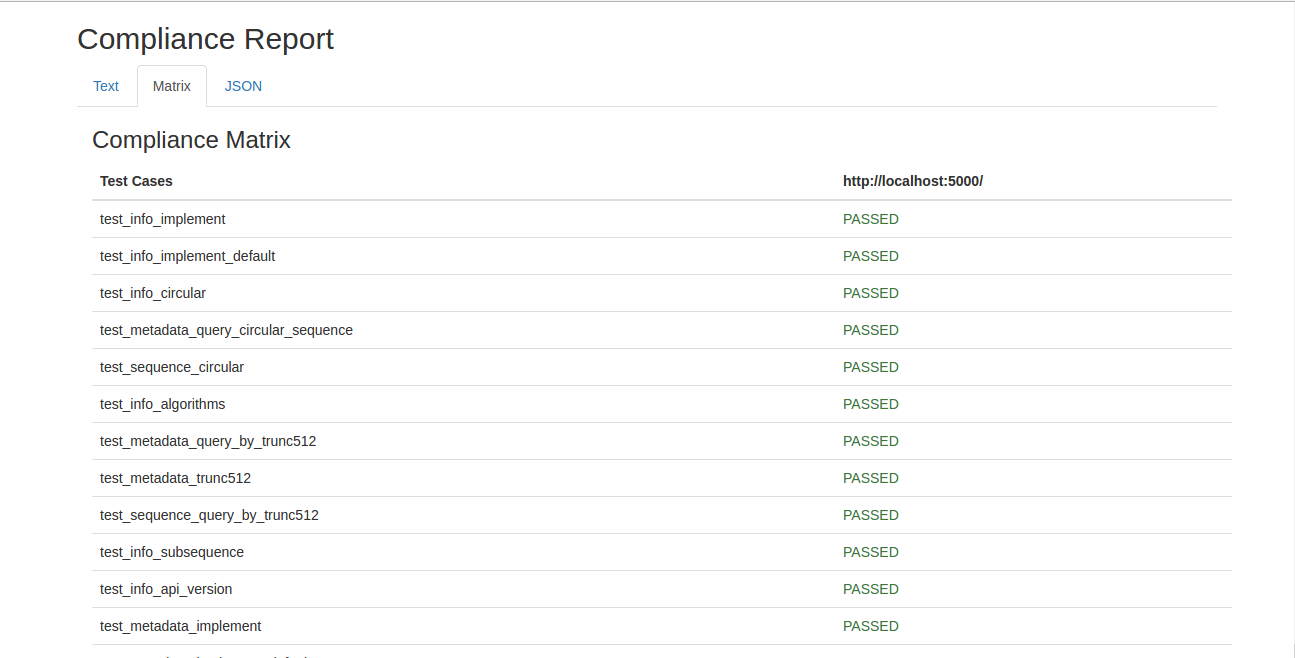 Compliance Report
Text Matrix JSON
Compliance Matrix
Test Cases http://localhost:5000/
test_info_implement PASSED
test_info_implement_default PASSED
test_info_circular PASSED
test_metadata_query_circular_sequence PASSED
test_sequence_circular PASSED
test_info_algorithms PASSED
test_metadata_query_by_trunc512 PASSED
test_metadata_trunc512 PASSED
test_sequence_query_by_trunc512 PASSED
test_info_subsequence PASSED
test_info_api_version PASSED
test_metadata_implement PASSED